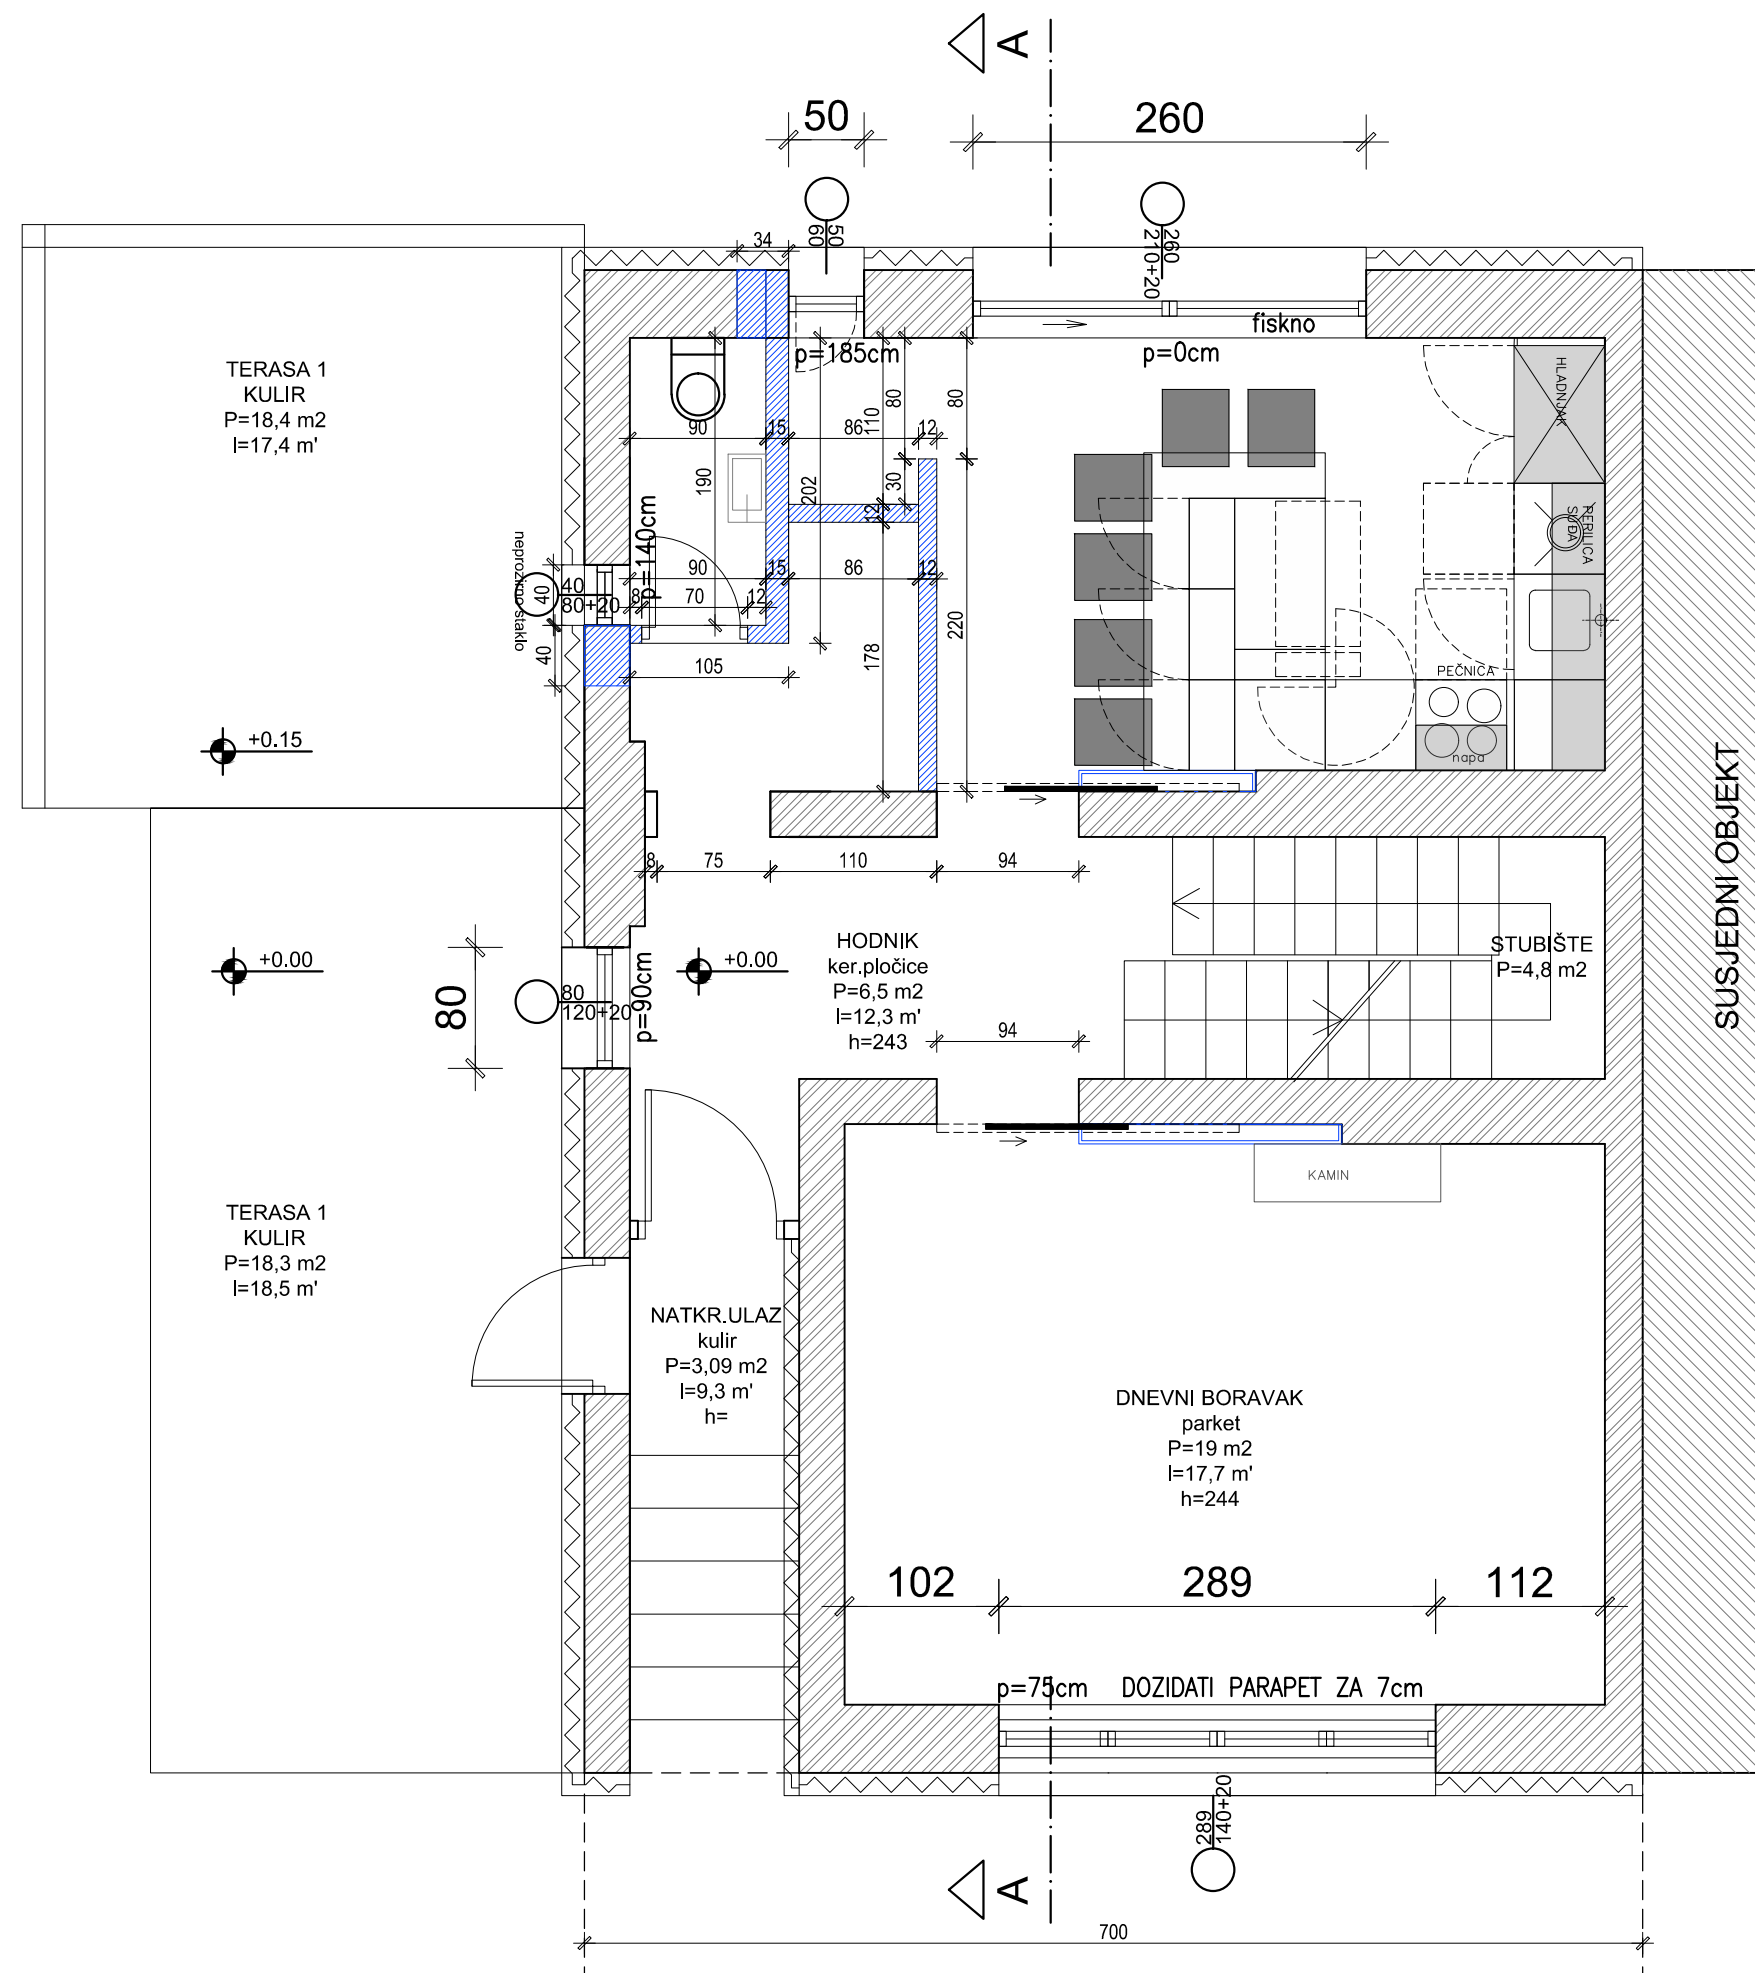 A
50
260
50
60
260
210+20
34
fiskno
p=185cm
p=0cm
TERASA 1
KULIR
P=18,4 m2
l=17,4 m'
HLADNJAK
80
110
80
90
15
86
12
190
202
30
12
PERILICA
SUĐA
p=140cm
neprozirno staklo
40
40
80+20
90
15
86
12
8
70
12
220
40
178
105
PEČNICA
napa
+0.15
SUSJEDNI OBJEKT
8
75
110
94
HODNIK
ker.pločice
P=6,5 m2
l=12,3 m'
h=243
STUBIŠTE
P=4,8 m2
+0.00
+0.00
80
80
120+20
p=90cm
94
KAMIN
TERASA 1
KULIR
P=18,3 m2
l=18,5 m'
NATKR.ULAZ
kulir
P=3,09 m2
l=9,3 m'
h=
DNEVNI BORAVAK
parket
P=19 m2
l=17,7 m'
h=244
102
289
112
p=75cm
DOZIDATI PARAPET ZA 7cm
289
140+20
A
700